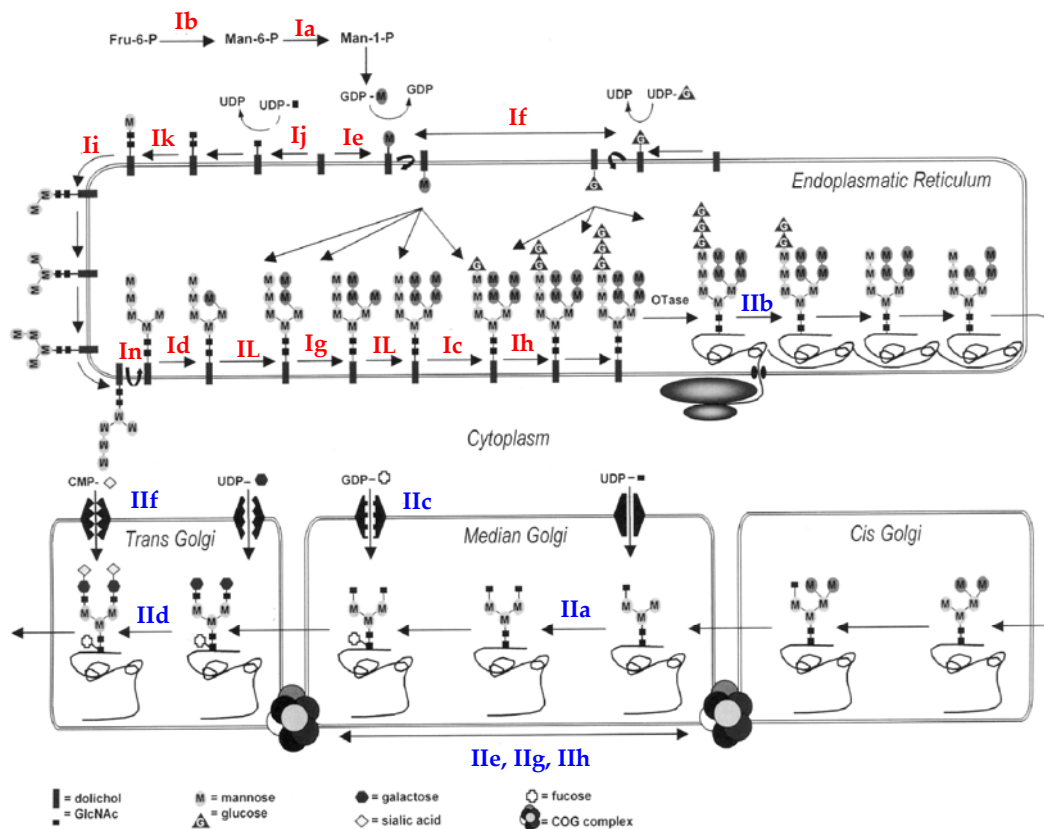 Ib
Ia
Fru-6-P
Man-6-P
Man-1-P
UDP
UDP-
GDP-M
GDP
UDP
UDP-G
If
Ii
Ik
Ij
Ie
M
M
G
M
G
Endoplasmatic Reticulum
G G G
G
G
G G
G G G
M M M M M M M M M
OTase
IIb
In
Id
IL
Ig
IL
Ic
Ih
Cytoplasm
CMP-
UDP-
GDP-
UDP-
IIf
IIc
Trans Golgi
Median Golgi
Cis Golgi
IId
IIa
M M M
M M M
M M M
M M M
IIe, IIg, IIh
= dolichol
M = mannose
= galactose
= fucose
= GlcNAc
G = glucose
= sialic acid
= COG complex